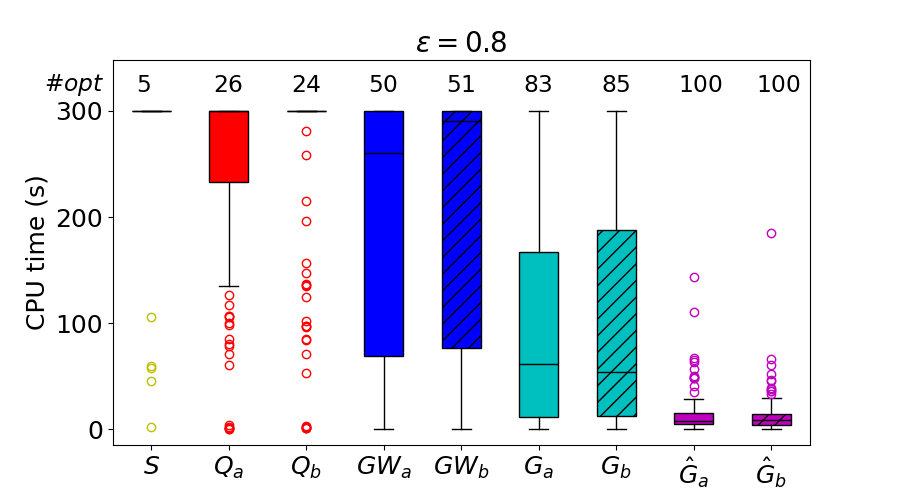 ε = 0.8
#opt 5 26 24 50 51 83 85 100 100
300
200
100
0
CPU time (s)
S Q_a Q_b GW_a GW_b G_a G_b Ĝ_a Ĝ_b